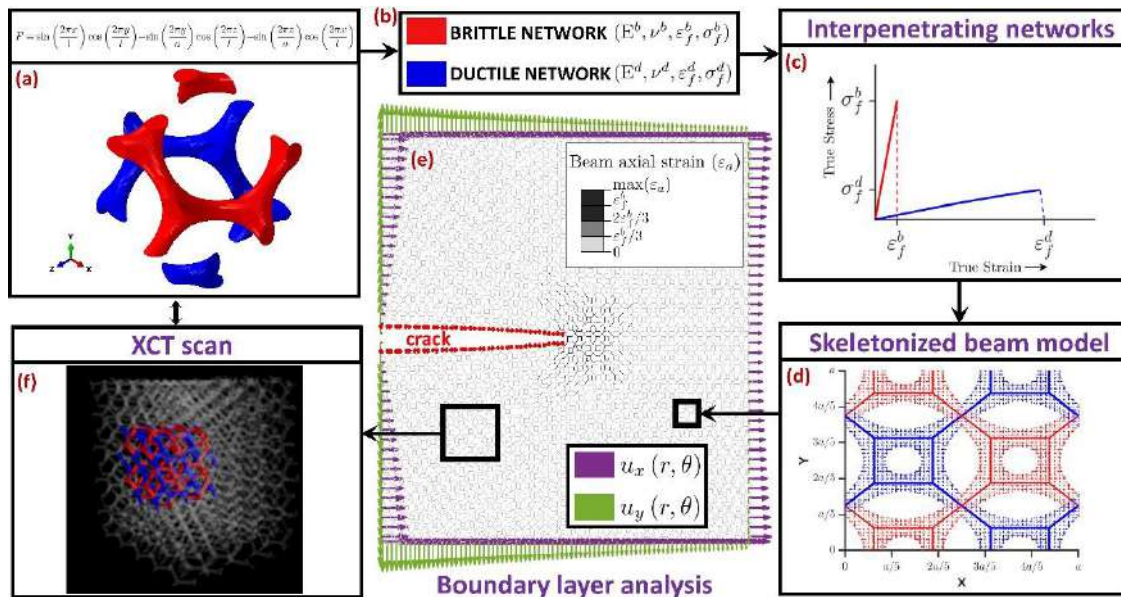 F = sin (2πx/l) cos (2πy/l) − sin (2πy/a) cos (2πz/l) − sin (2πz/a) cos (2πx/l)
(a)
Y
Z
X
(b)
BRITTLE NETWORK (E^b, ν^b, ε_f^b, σ_f^b)
DUCTILE NETWORK (E^d, ν^d, ε_f^d, σ_f^d)
Interpenetrating networks
(c)
True Stress →
σ_f^b
σ_f^d
ε_f^b
ε_f^d
True Strain →
(e)
Beam axial strain (ε_a)
max(ε_a)
ε_f^b
2ε_f^b/3
ε_f^b/3
0
crack
u_x (r, θ)
u_y (r, θ)
Boundary layer analysis
XCT scan
(f)
Skeletonized beam model
(d)
a
4a/5
3a/5
2a/5
a/5
0
Y
0
a/5
2a/5
3a/5
4a/5
a
X